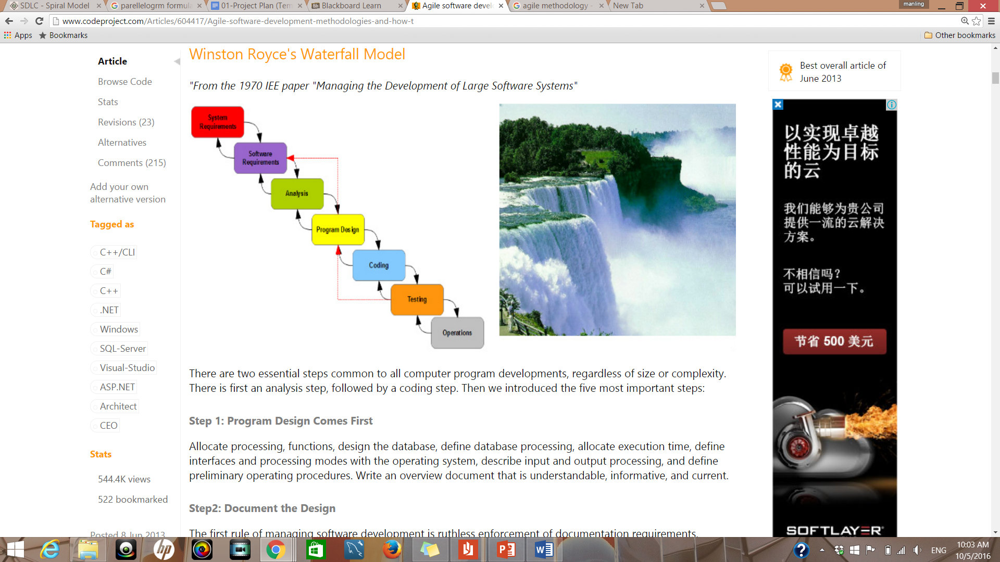 SDLC - Spiral Model
parellelogrm formula
01-Project Plan (Tem
Blackboard Learn
Agile software devel
agile methodology -
New Tab
manling
www.codeproject.com/Articles/604417/Agile-software-development-methodologies-and-how-t
Apps
Bookmarks
Other bookmarks
Article
Browse Code
Stats
Revisions (23)
Alternatives
Comments (215)
Add your own
alternative version
Tagged as
C++/CLI
C#
C++
.NET
Windows
SQL-Server
Visual-Studio
ASP.NET
Architect
CEO
Stats
544.4K views
522 bookmarked
Posted 8 Jun 2013
Winston Royce's Waterfall Model
"From the 1970 IEE paper "Managing the Development of Large Software Systems"
System
Requirements
Software
Requirements
Analysis
Program Design
Coding
Testing
Operations
There are two essential steps common to all computer program developments, regardless of size or complexity.
There is first an analysis step, followed by a coding step. Then we introduced the five most important steps:
Step 1: Program Design Comes First
Allocate processing, functions, design the database, define database processing, allocate execution time, define
interfaces and processing modes with the operating system, describe input and output processing, and define
preliminary operating procedures. Write an overview document that is understandable, informative, and current.
Step2: Document the Design
The first rule of managing software development is ruthless enforcement of documentation requirements.
Best overall article of
June 2013
以实现卓越
性能为目标
的云
我们能够为贵公司
提供一流的云解决
方案。
不相信吗?
可以试用一下。
节省 500 美元
SOFTLAYER
ENG
10:03 AM
10/5/2016